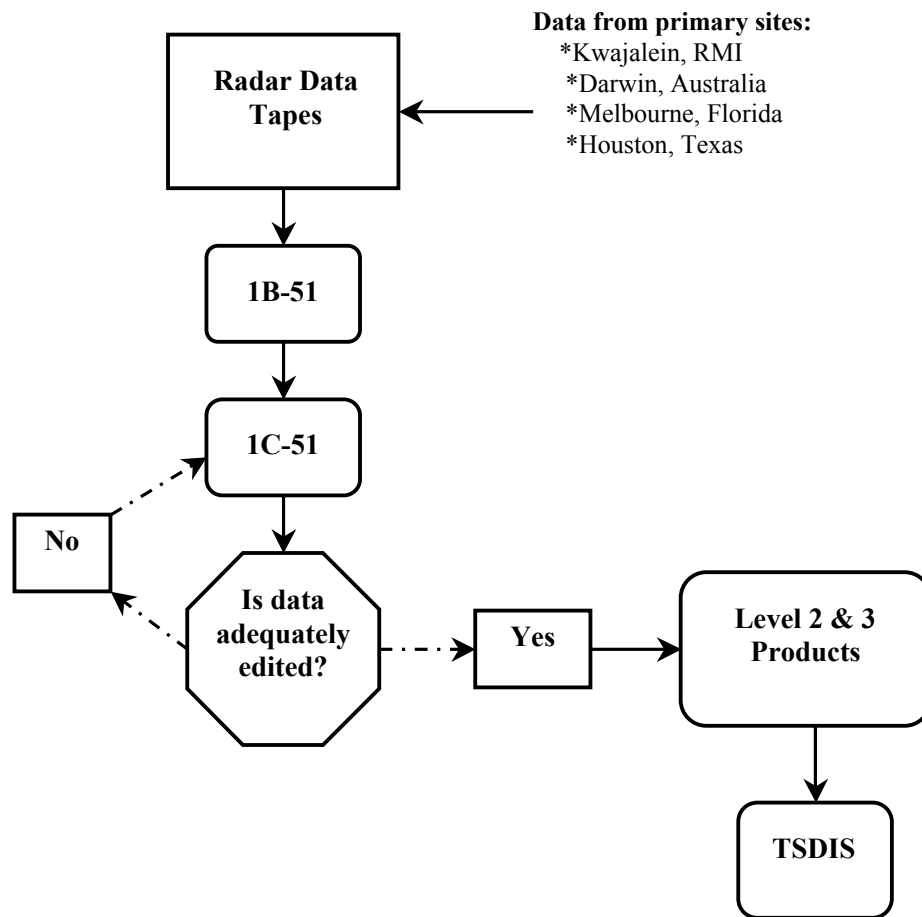 Data from primary sites:
*Kwajalein, RMI
*Darwin, Australia
*Melbourne, Florida
*Houston, Texas
Radar Data
Tapes
1B-51
1C-51
No
Is data
adequately
edited?
Yes
Level 2 & 3
Products
TSDIS